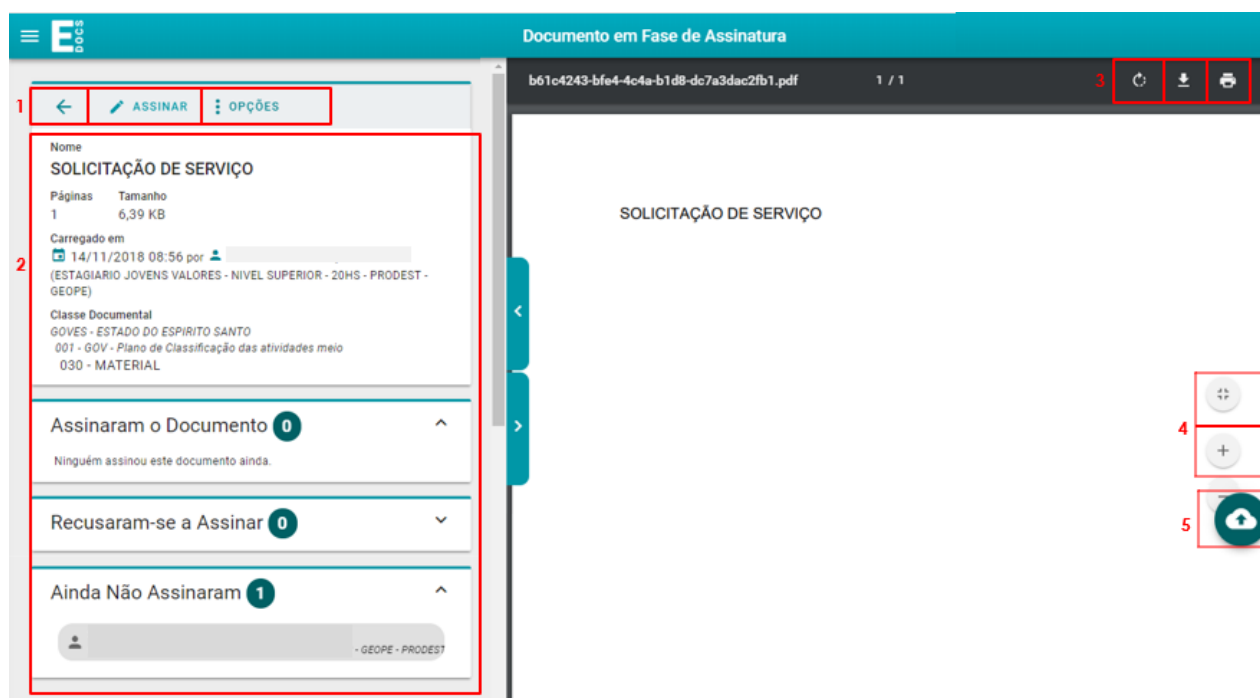 E DOCS
Documento em Fase de Assinatura
b61c4243-bfe4-4c4a-b1d8-dc7a3dac2fb1.pdf 1 / 1
3
1
ASSINAR
OPÇÕES
2
Nome
SOLICITAÇÃO DE SERVIÇO
Páginas Tamanho
1 6,39 KB
Carregado em
14/11/2018 08:56 por
(ESTAGIARIO JOVENS VALORES - NIVEL SUPERIOR - 20HS - PRODEST -
GEOPE)
Classe Documental
GOVES - ESTADO DO ESPIRITO SANTO
001 - GOV - Plano de Classificação das atividades meio
030 - MATERIAL
Assinaram o Documento 0
Ninguém assinou este documento ainda.
Recusaram-se a Assinar 0
Ainda Não Assinaram 1
- GEOPE - PRODEST
SOLICITAÇÃO DE SERVIÇO
4
5